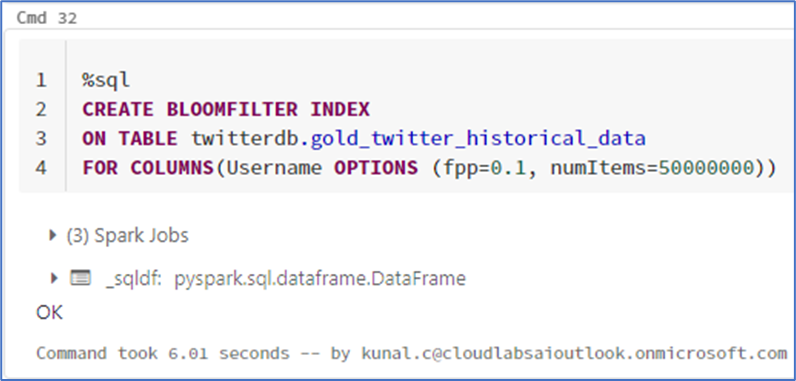 Cmd 32
1 %sql
2 CREATE BLOOMFILTER INDEX
3 ON TABLE twitterdb.gold_twitter_historical_data
4 FOR COLUMNS(Username OPTIONS (fpp=0.1, numItems=50000000))
(3) Spark Jobs
_sqldf: pyspark.sql.dataframe.DataFrame
OK
Command took 6.01 seconds -- by kunal.c@cloudlabsaioutlook.onmicrosoft.com